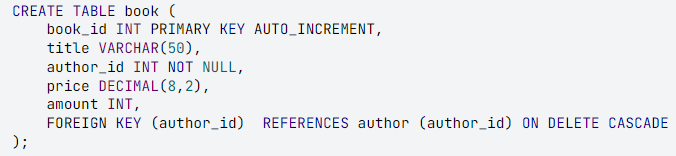 CREATE TABLE book (
    book_id INT PRIMARY KEY AUTO_INCREMENT,
    title VARCHAR(50),
    author_id INT NOT NULL,
    price DECIMAL(8,2),
    amount INT,
    FOREIGN KEY (author_id)  REFERENCES author (author_id) ON DELETE CASCADE
);